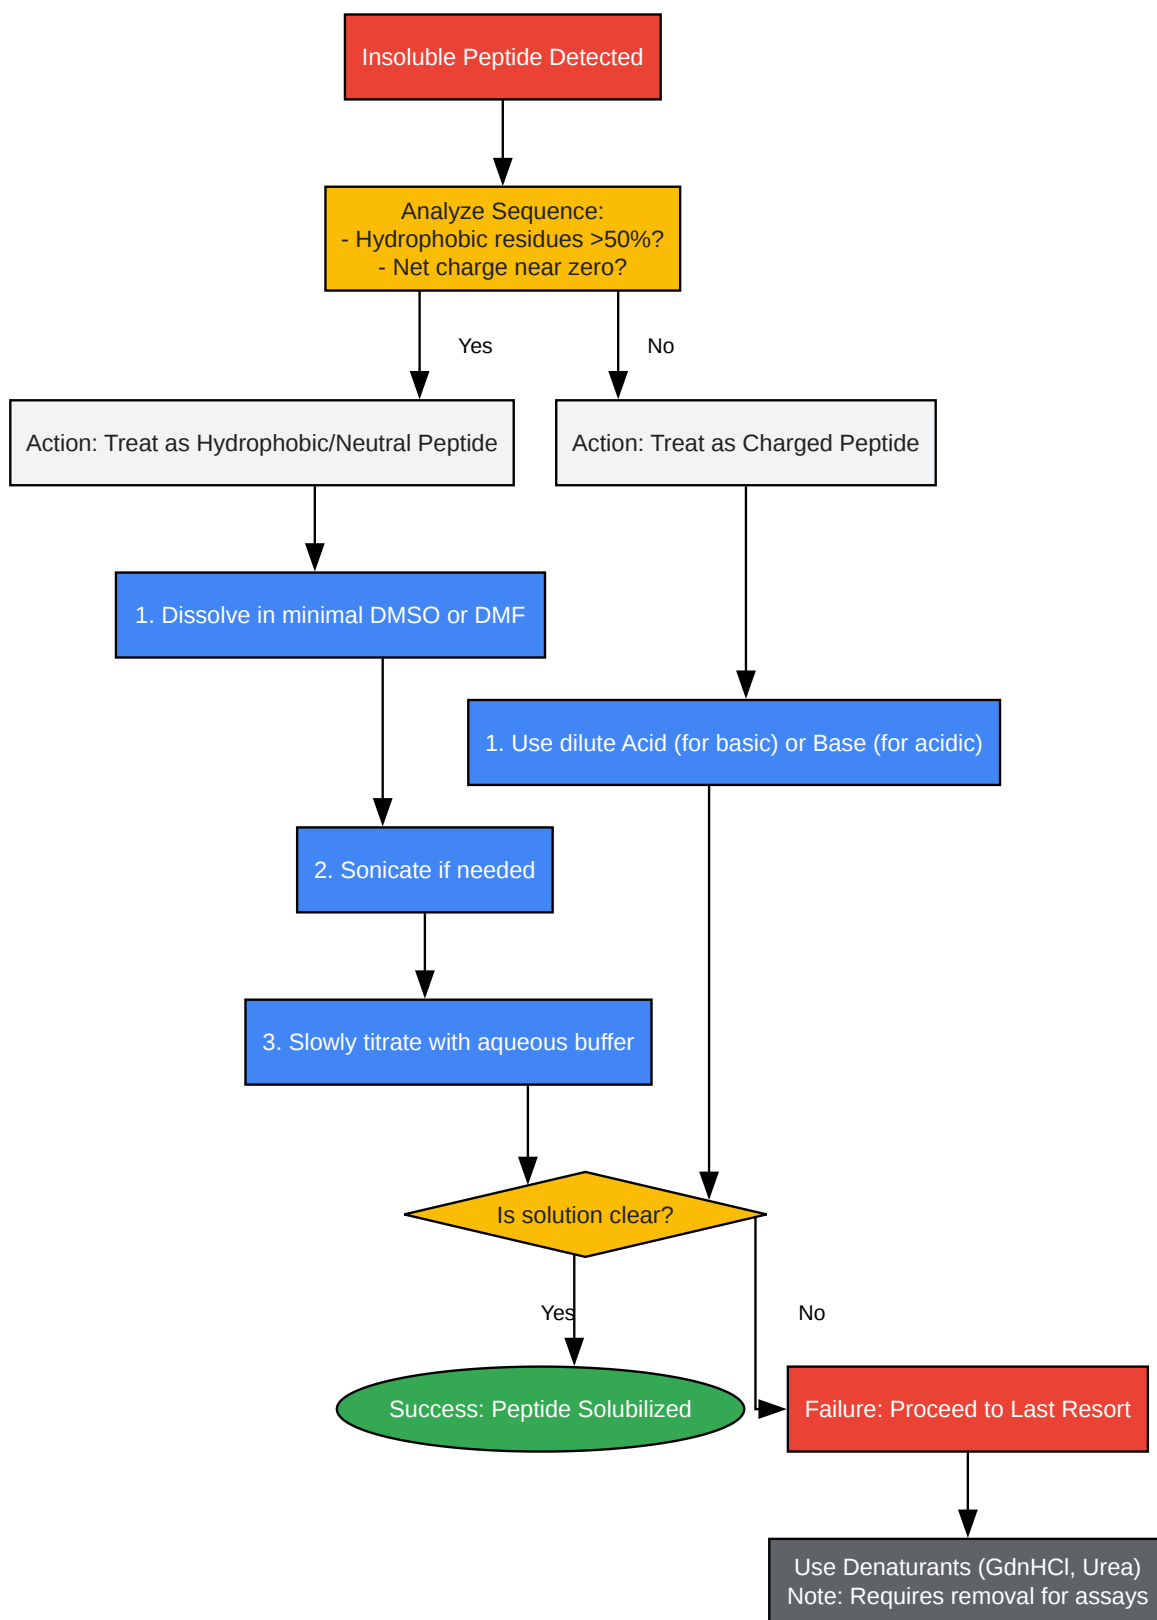 Insoluble Peptide Detected
Analyze Sequence:
- Hydrophobic residues >50%?
- Net charge near zero?
Yes
No
Action: Treat as Hydrophobic/Neutral Peptide
Action: Treat as Charged Peptide
1. Dissolve in minimal DMSO or DMF
1. Use dilute Acid (for basic) or Base (for acidic)
2. Sonicate if needed
3. Slowly titrate with aqueous buffer
Is solution clear?
Yes
No
Success: Peptide Solubilized
Failure: Proceed to Last Resort
Use Denaturants (GdnHCl, Urea)
Note: Requires removal for assays